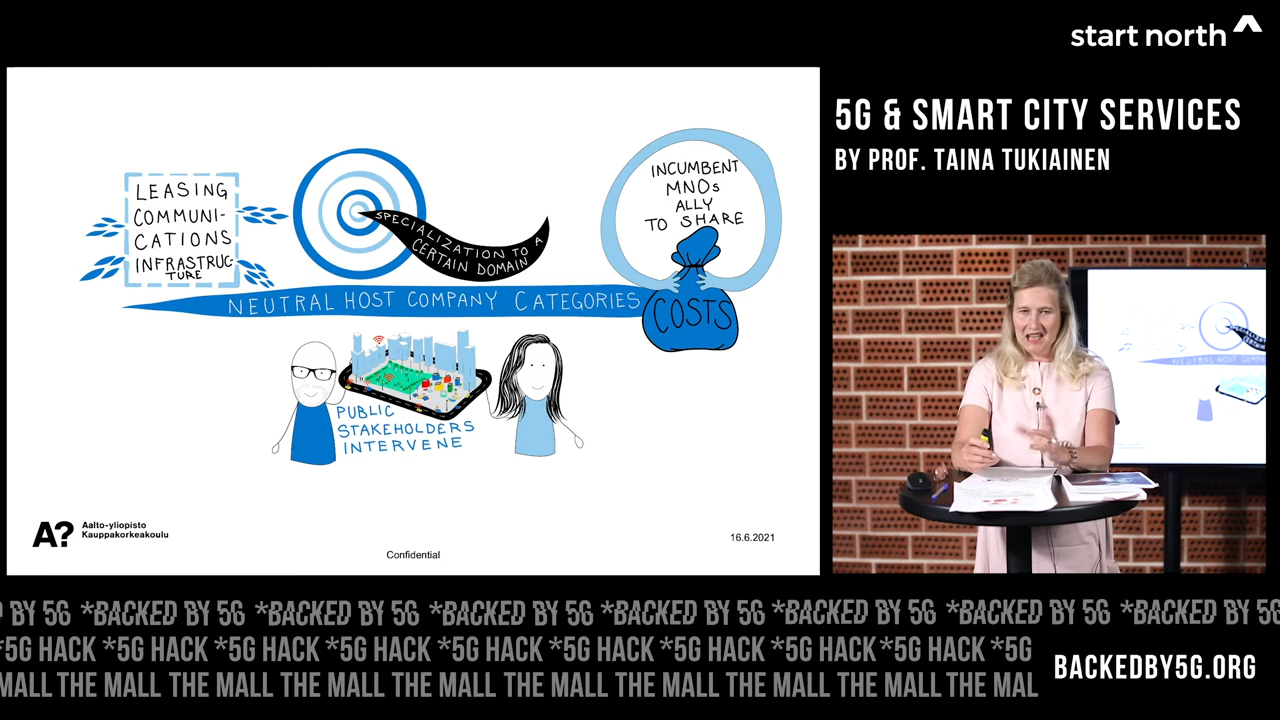 start north
5G & SMART CITY SERVICES
BY PROF. TAINA TUKIAINEN
LEASING
COMMUNI-
CATIONS
INFRASTRUC-
TURE
SPECIALIZATION TO A
CERTAIN DOMAIN
INCUMBENT
MNOs
ALLY
TO SHARE
COSTS
NEUTRAL HOST COMPANY CATEGORIES
PUBLIC
STAKEHOLDERS
INTERVENE
A?
Aalto-yliopisto
Kauppakorkeakoulu
16.6.2021
Confidential
NEUTRAL HOST COMPA
D BY 5G *BACKED BY 5G *BACKED BY 5G *BACKED BY 5G *BACKED BY 5G *BACKED BY 5G *BACKED BY 5G *BACKED BY 5G
*5G HACK *5G HACK *5G HACK *5G HACK *5G HACK *5G HACK *5G HACK *5G
MALL THE MALL THE MALL THE MALL THE MALL THE MALL THE MALL THE MAL
BACKEDBY5G.ORG